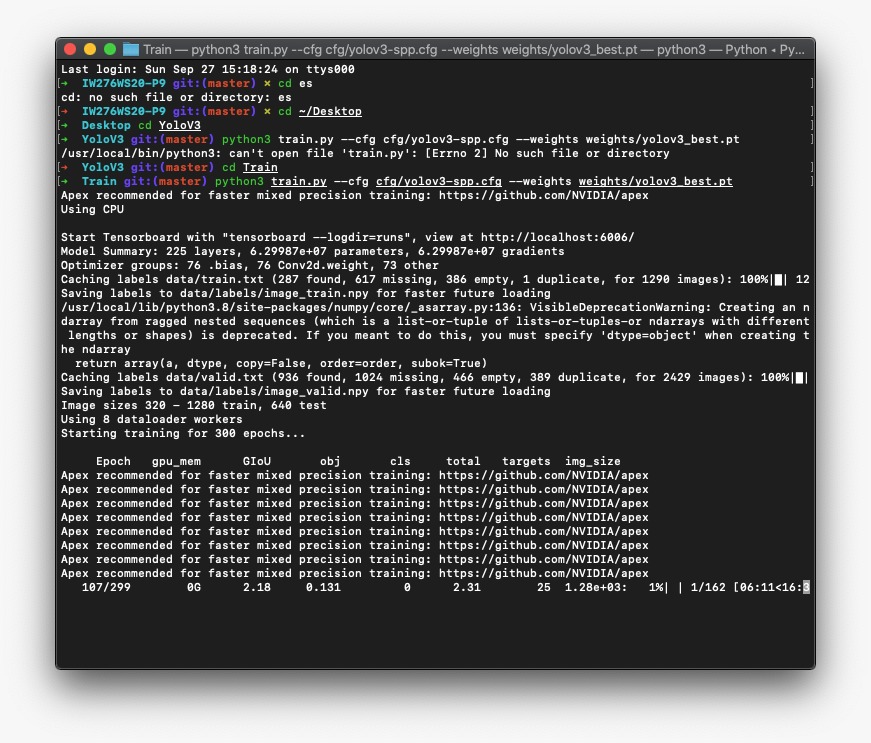 Train — python3 train.py --cfg cfg/yolov3-spp.cfg --weights weights/yolov3_best.pt — python3 — Python ◂ Py...
Last login: Sun Sep 27 15:18:24 on ttys000
[➜  IW276WS20-P9 git:(master) ✗ cd es ]
cd: no such file or directory: es
[➜  IW276WS20-P9 git:(master) ✗ cd ~/Desktop ]
[➜  Desktop cd YoloV3 ]
[➜  YoloV3 git:(master) python3 train.py --cfg cfg/yolov3-spp.cfg --weights weights/yolov3_best.pt ]
/usr/local/bin/python3: can't open file 'train.py': [Errno 2] No such file or directory
[➜  YoloV3 git:(master) cd Train ]
[➜  Train git:(master) python3 train.py --cfg cfg/yolov3-spp.cfg --weights weights/yolov3_best.pt ]
Apex recommended for faster mixed precision training: https://github.com/NVIDIA/apex
Using CPU
Start Tensorboard with "tensorboard --logdir=runs", view at http://localhost:6006/
Model Summary: 225 layers, 6.29987e+07 parameters, 6.29987e+07 gradients
Optimizer groups: 76 .bias, 76 Conv2d.weight, 73 other
Caching labels data/train.txt (287 found, 617 missing, 386 empty, 1 duplicate, for 1290 images): 100%|█| 12
Saving labels to data/labels/image_train.npy for faster future loading
/usr/local/lib/python3.8/site-packages/numpy/core/_asarray.py:136: VisibleDeprecationWarning: Creating an n
darray from ragged nested sequences (which is a list-or-tuple of lists-or-tuples-or ndarrays with different
 lengths or shapes) is deprecated. If you meant to do this, you must specify 'dtype=object' when creating t
he ndarray
  return array(a, dtype, copy=False, order=order, subok=True)
Caching labels data/valid.txt (936 found, 1024 missing, 466 empty, 389 duplicate, for 2429 images): 100%|█|
Saving labels to data/labels/image_valid.npy for faster future loading
Image sizes 320 - 1280 train, 640 test
Using 8 dataloader workers
Starting training for 300 epochs...
     Epoch   gpu_mem      GIoU       obj       cls     total   targets  img_size
Apex recommended for faster mixed precision training: https://github.com/NVIDIA/apex
Apex recommended for faster mixed precision training: https://github.com/NVIDIA/apex
Apex recommended for faster mixed precision training: https://github.com/NVIDIA/apex
Apex recommended for faster mixed precision training: https://github.com/NVIDIA/apex
Apex recommended for faster mixed precision training: https://github.com/NVIDIA/apex
Apex recommended for faster mixed precision training: https://github.com/NVIDIA/apex
Apex recommended for faster mixed precision training: https://github.com/NVIDIA/apex
Apex recommended for faster mixed precision training: https://github.com/NVIDIA/apex
   107/299        0G      2.18     0.131         0      2.31        25  1.28e+03:   1%| | 1/162 [06:11<16:3